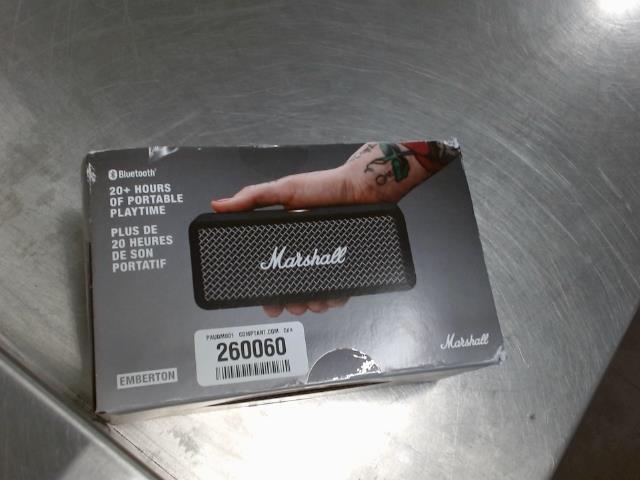 Bluetooth
20+ HOURS
OF PORTABLE
PLAYTIME
PLUS DE
20 HEURES
DE SON
PORTATIF
Marshall
Marshall
260060
EMBERTON